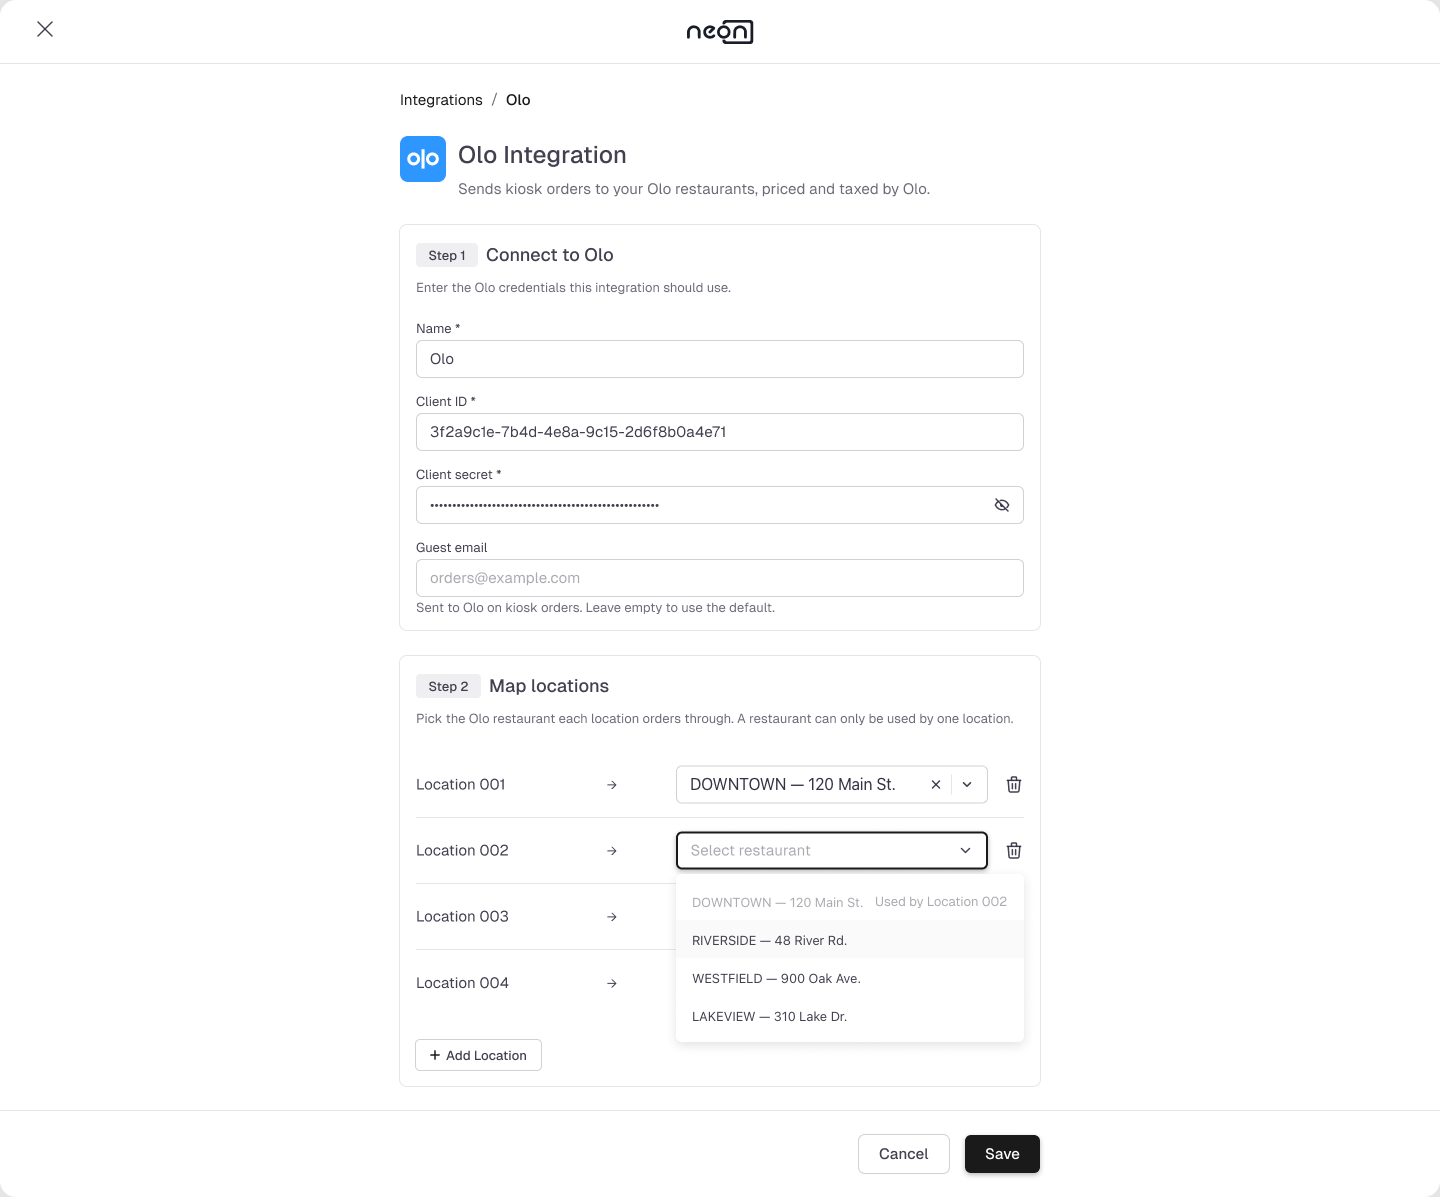 neon
Integrations / Olo
olo
Olo Integration
Sends kiosk orders to your Olo restaurants, priced and taxed by Olo.
Step 1 Connect to Olo
Enter the Olo credentials this integration should use.
Name *
Olo
Client ID *
3f2a9c1e-7b4d-4e8a-9c15-2d6f8b0a4e71
Client secret *
••••••••••••••••••••••••••••••••••••••••••••••••••••
Guest email
orders@example.com
Sent to Olo on kiosk orders. Leave empty to use the default.
Step 2 Map locations
Pick the Olo restaurant each location orders through. A restaurant can only be used by one location.
Location 001 → DOWNTOWN — 120 Main St.
Location 002 → Select restaurant
DOWNTOWN — 120 Main St. Used by Location 002
Location 003 →
RIVERSIDE — 48 River Rd.
WESTFIELD — 900 Oak Ave.
Location 004 →
LAKEVIEW — 310 Lake Dr.
+ Add Location
Cancel Save